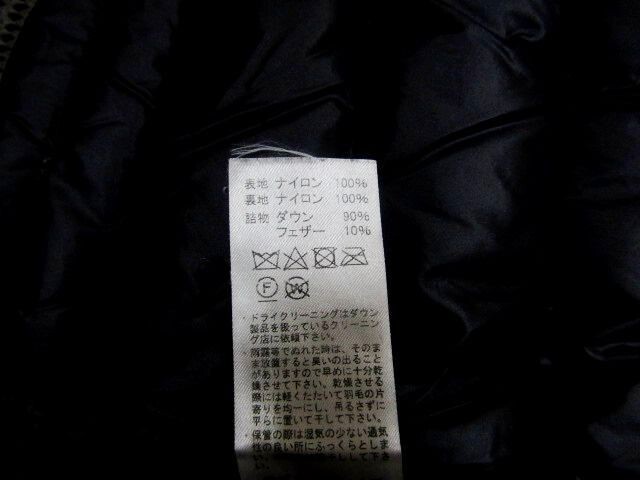 表地 ナイロン 100%
裏地 ナイロン 100%
詰物 ダウン 90%
フェザー 10%
F W
・ドライクリーニングはダウン
製品を扱っているクリーニン
グ店に依頼下さい。
・雨露等でぬれた時は、そのま
ま放置すると臭いの出ること
がありますので早めに十分乾
燥させて下さい。乾燥させる
際には軽くたたいて羽毛の片
寄りを均一にし、吊るさずに
平らに置いて干して下さい。
・保管の際は湿気の少ない通気
性の良い所にふっくらとしま